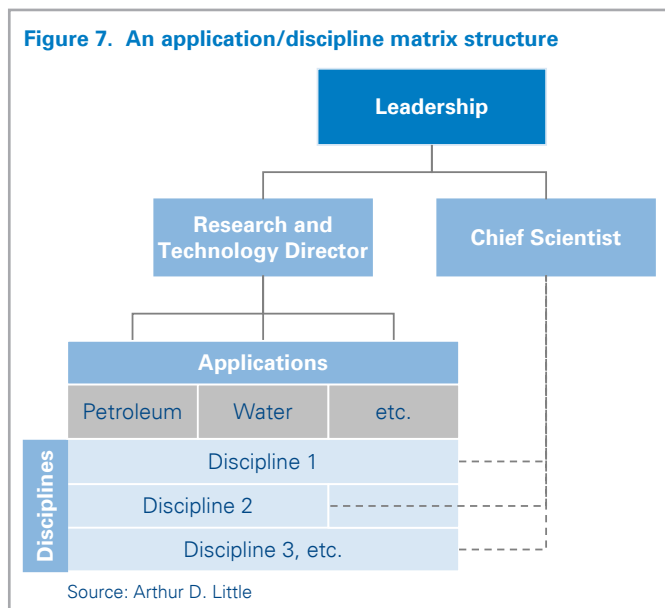 Figure 7. An application/discipline matrix structure
Leadership
Research and
Technology Director
Chief Scientist
Applications
Petroleum
Water
etc.
Disciplines
Discipline 1
Discipline 2
Discipline 3, etc.
Source: Arthur D. Little